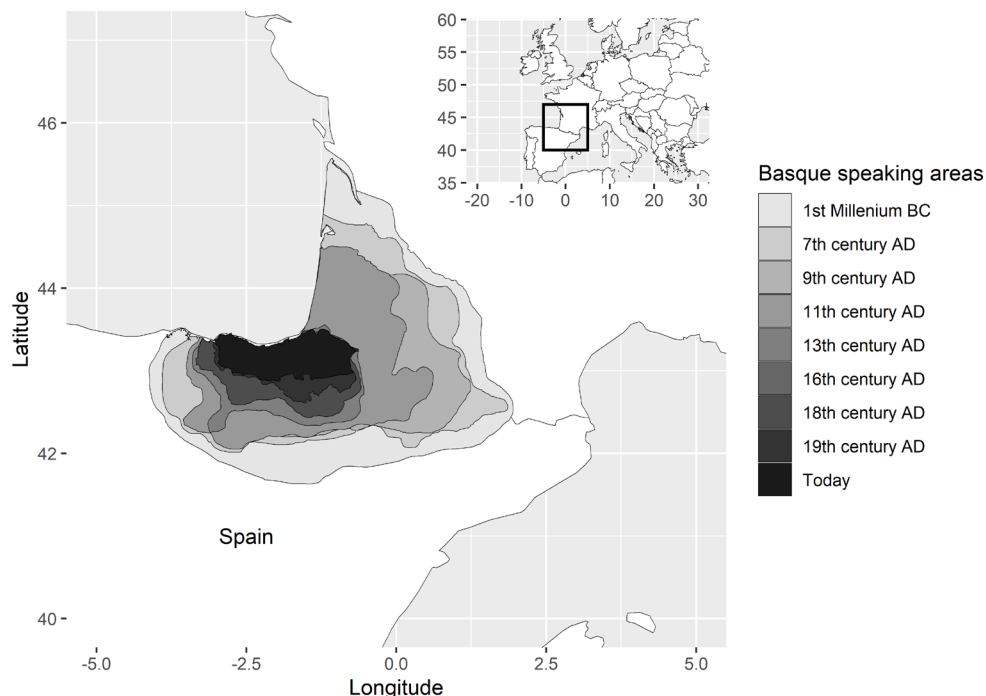 60
55
50
45
40
35
-20 -10 0 10 20 30
46
44
42
40
Latitude
Spain
-5.0 -2.5 0.0 2.5 5.0
Longitude
Basque speaking areas
1st Millenium BC
7th century AD
9th century AD
11th century AD
13th century AD
16th century AD
18th century AD
19th century AD
Today